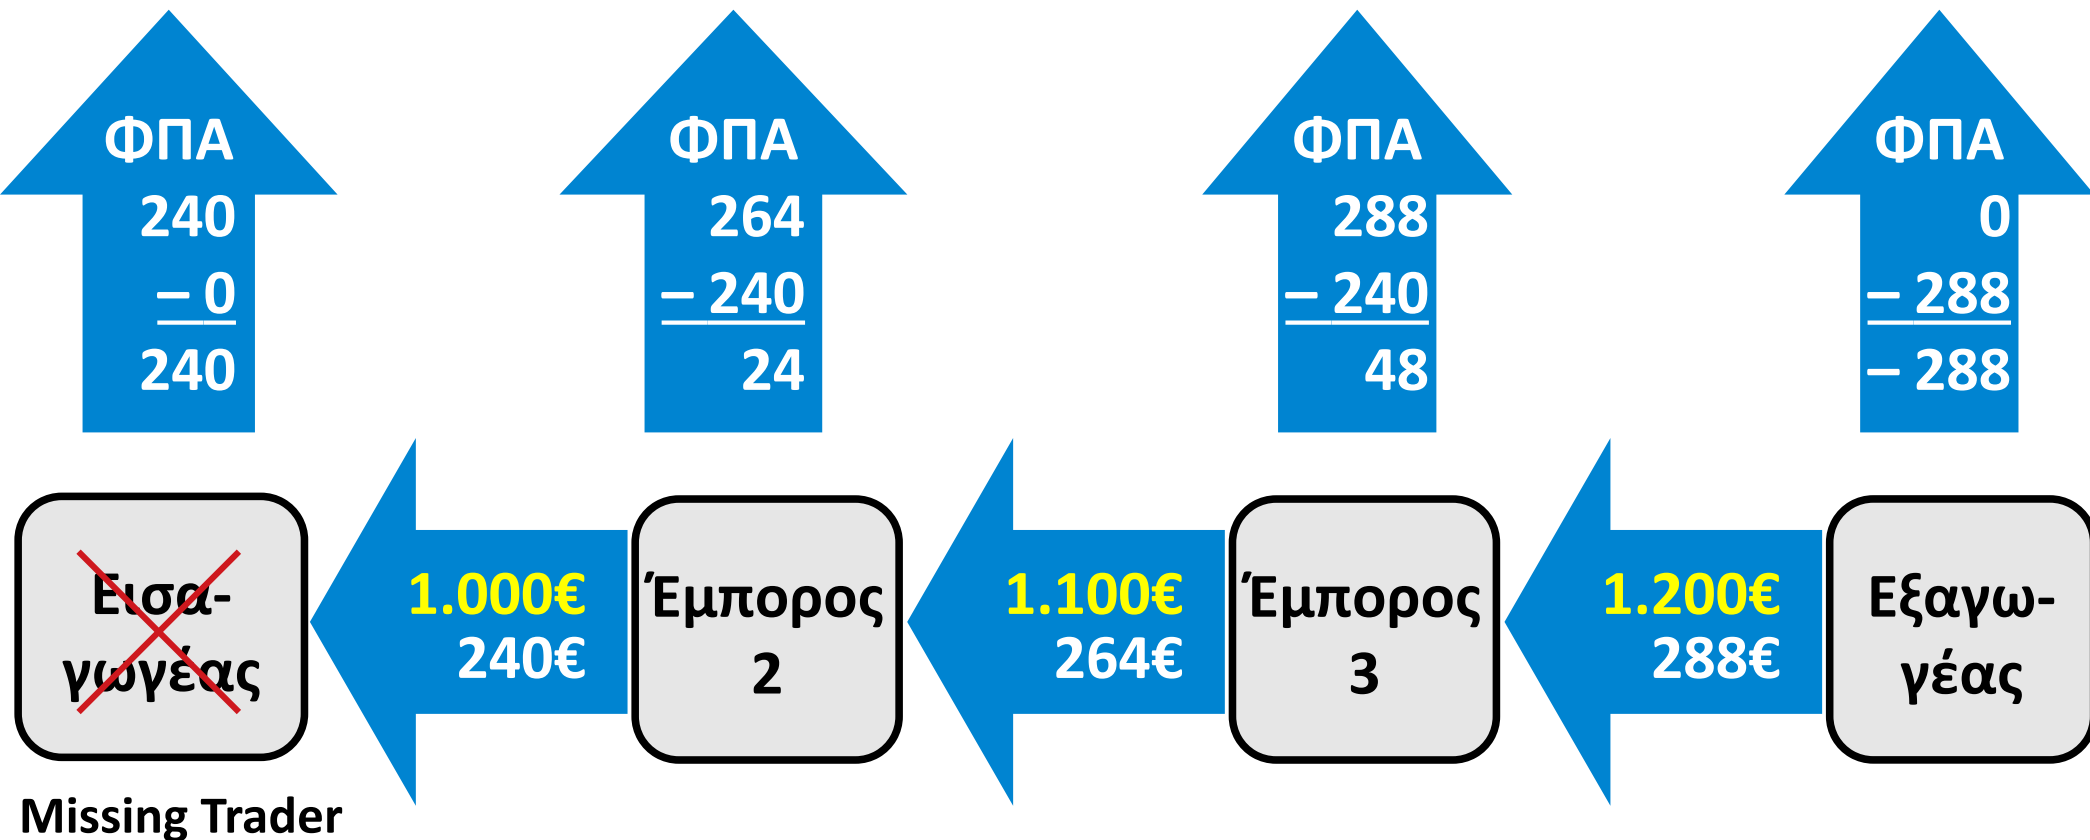 ΦΠΑ
240
– 0
240
ΦΠΑ
264
– 240
24
ΦΠΑ
288
– 240
48
ΦΠΑ
0
– 288
– 288
Εισα-
γωγέας
1.000€
240€
Έμπορος
2
1.100€
264€
Έμπορος
3
1.200€
288€
Εξαγω-
γέας
Missing Trader